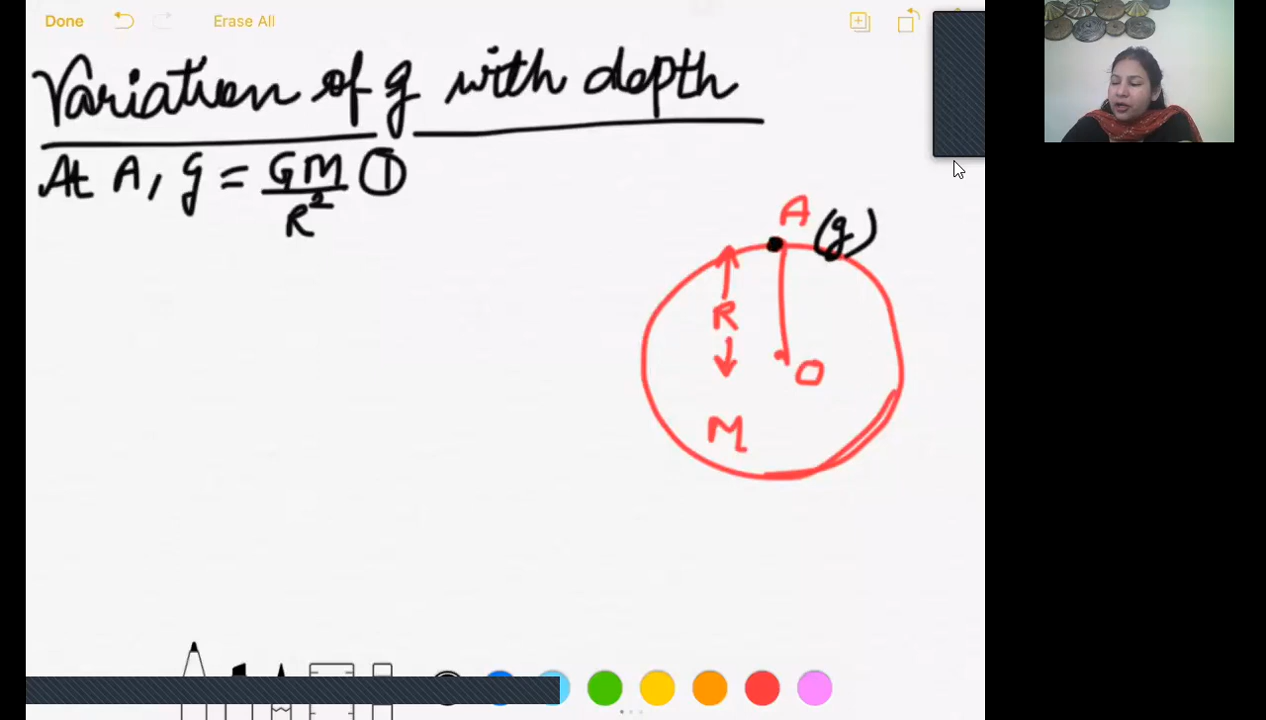 Done
Erase All
Variation of g with depth
At A, g = GM/R² ①
A (g)
R
O
M